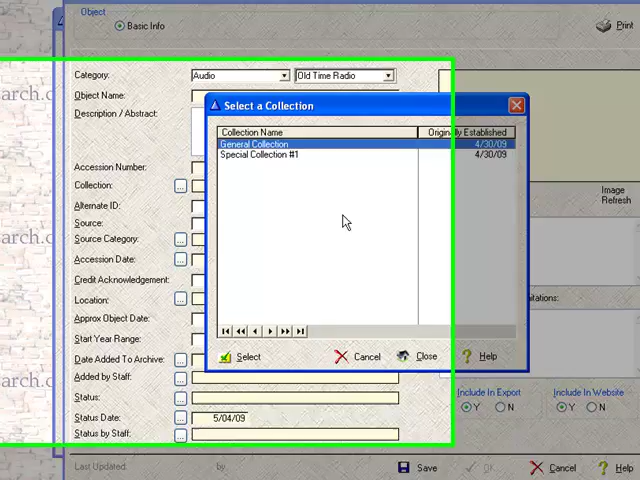 Object
Basic Info
Print
Category:
Audio
Old Time Radio
Object Name:
Description / Abstract:
Select a Collection
Collection Name
Originally Established
General Collection
4/30/09
Special Collection #1
4/30/09
Accession Number:
Collection:
Alternate ID:
Source:
Source Category:
Accession Date:
Credit Acknowledgement:
Location:
Approx Object Date:
Start Year Range:
Date Added To Archive:
Added by Staff:
Status:
Status Date:
5/04/09
Status by Staff:
Image
Refresh
Select
Cancel
Close
Help
Include In Export
Y
N
Include In Website
Y
N
Last Updated:
by
Save
OK
Cancel
Help